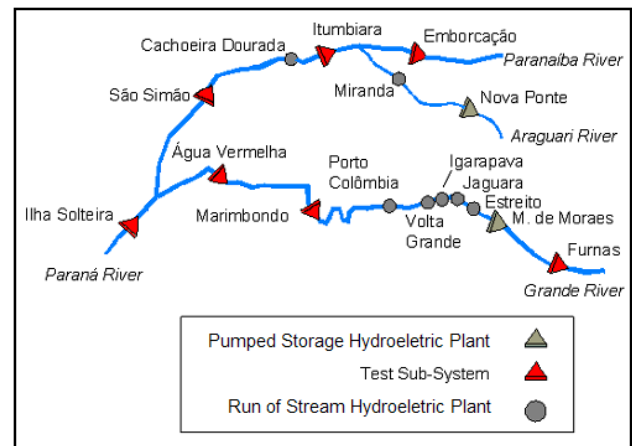 Itumbiara
Emborcação
Cachoeira Dourada
Paranaíba River
Miranda
São Simão
Nova Ponte
Araguari River
Água Vermelha
Porto
Colômbia
Igarapava
Jaguara
Estreito
Ilha Solteira
Marimbondo
Volta
Grande
M. de Moraes
Furnas
Paraná River
Grande River
Pumped Storage Hydroeletric Plant
Test Sub-System
Run of Stream Hydroeletric Plant